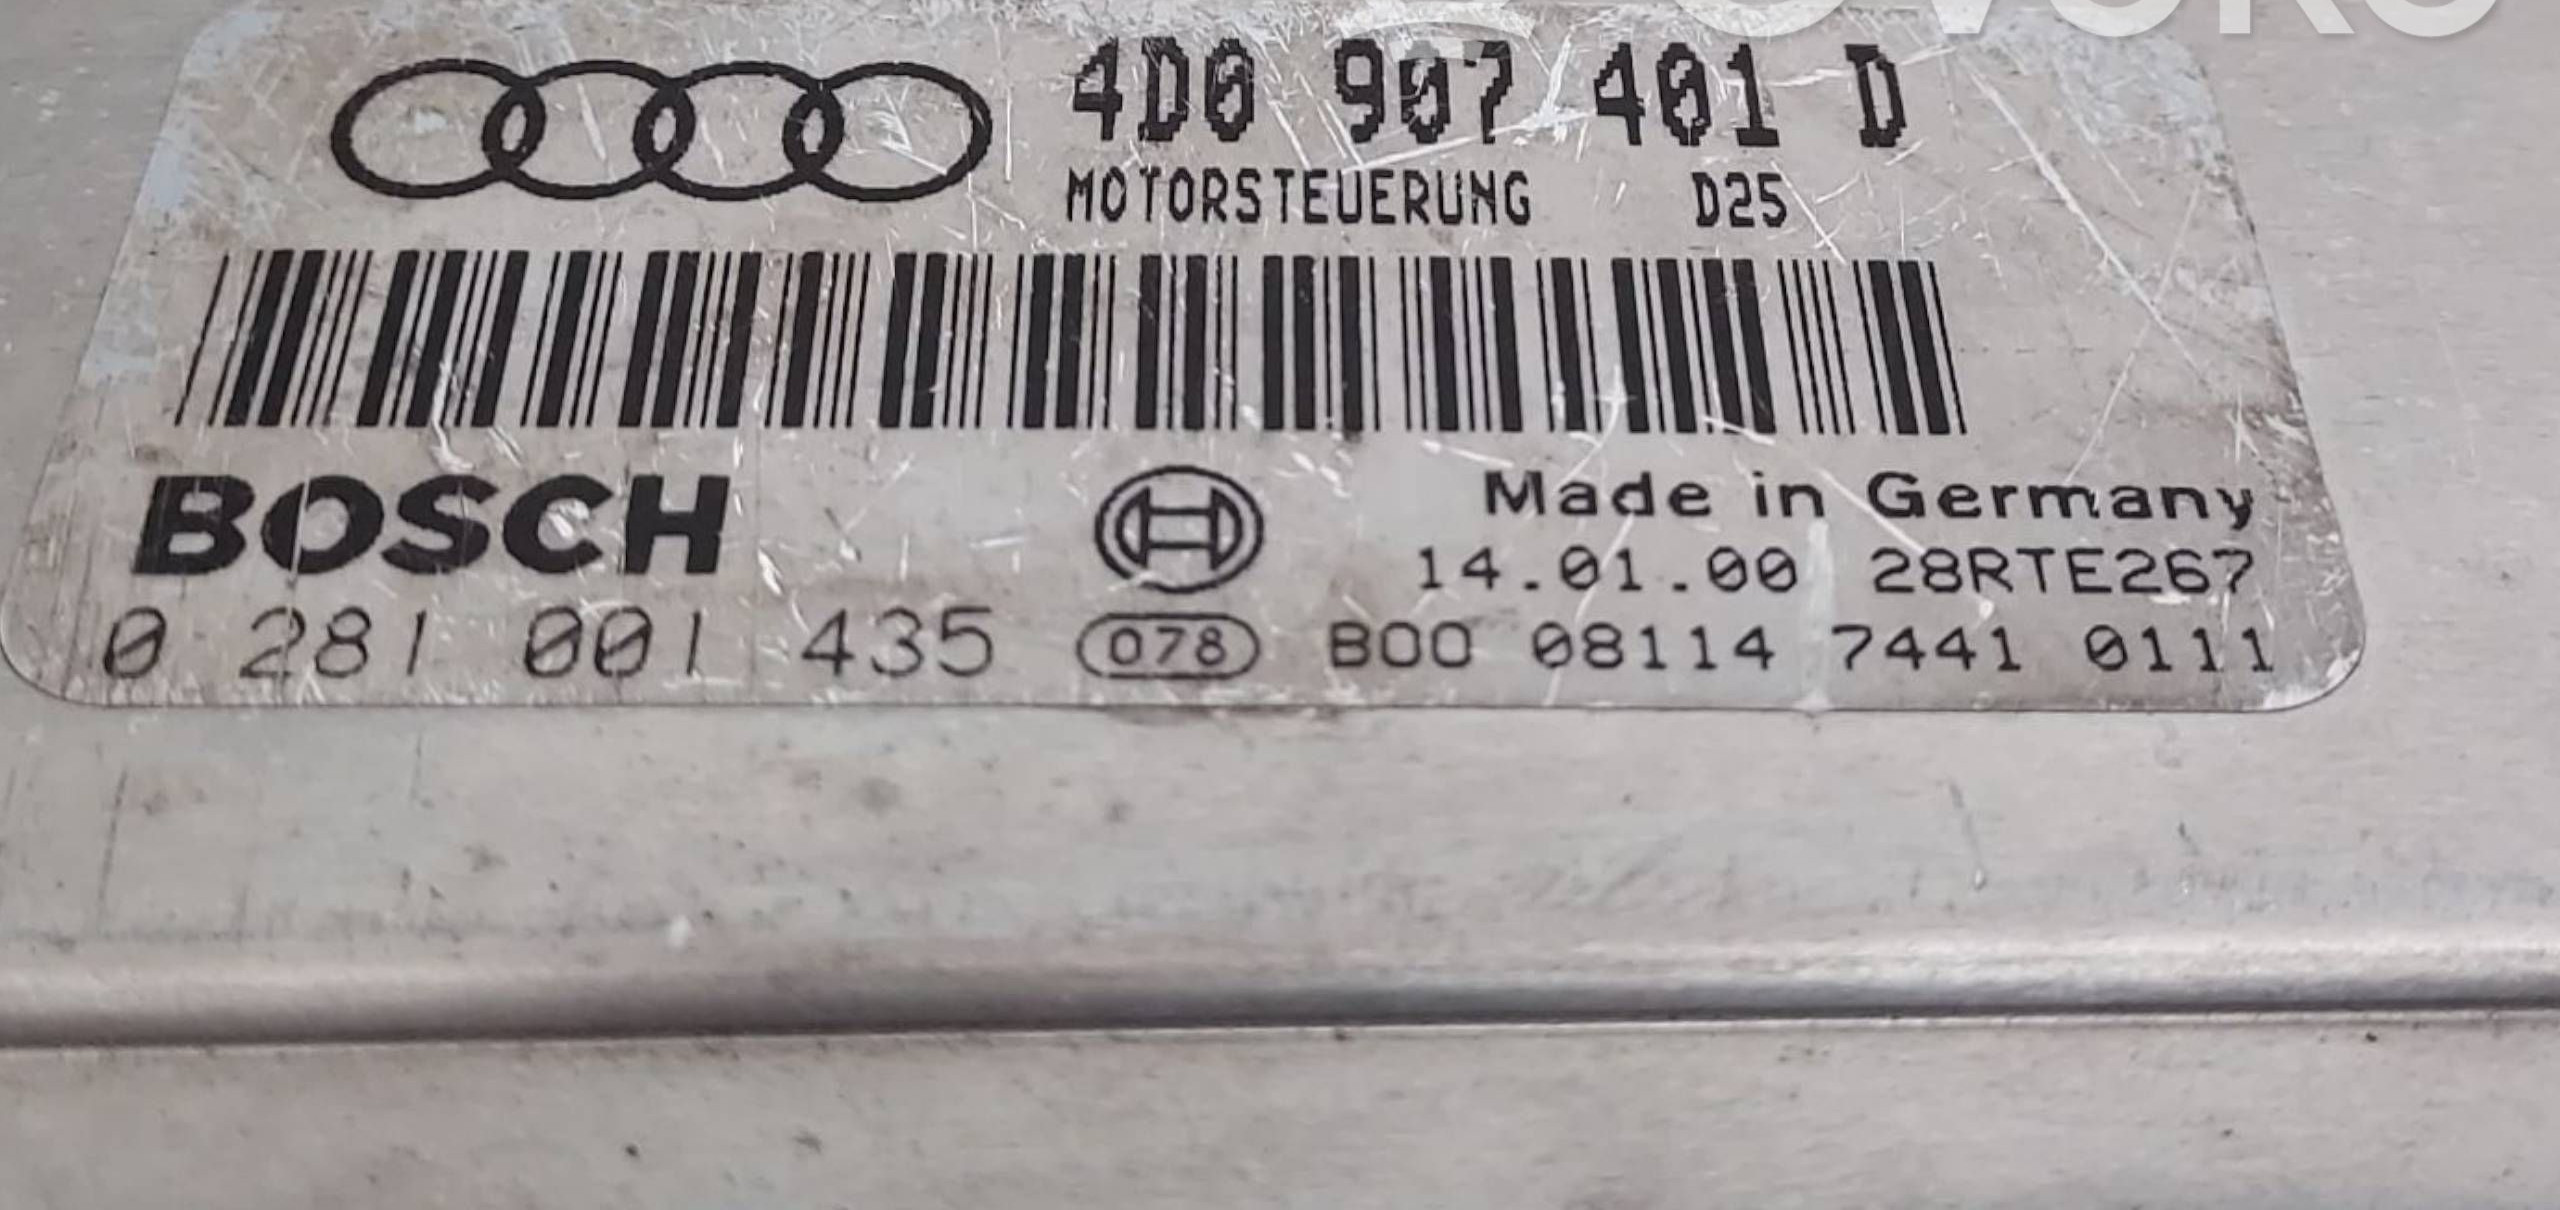 4D0 907 401 D
MOTORSTEUERUNG D25
BOSCH
Made in Germany
14.01.00 28RTE267
0 281 001 435 078 B00 08114 7441 0111